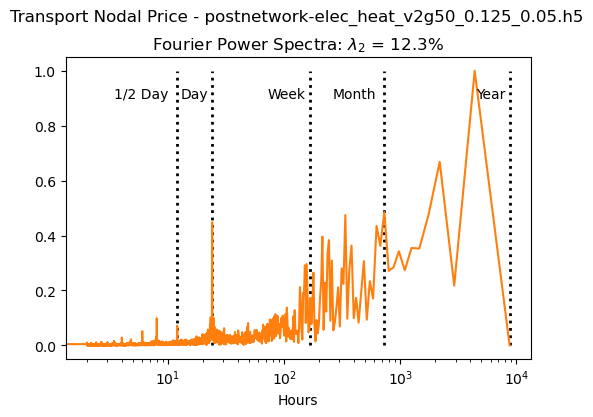 Transport Nodal Price - postnetwork-elec_heat_v2g50_0.125_0.05.h5
Fourier Power Spectra: λ₂ = 12.3%
1.0
1/2 Day Day Week Month Year
0.8
0.6
0.4
0.2
0.0
10¹ 10² 10³ 10⁴
Hours